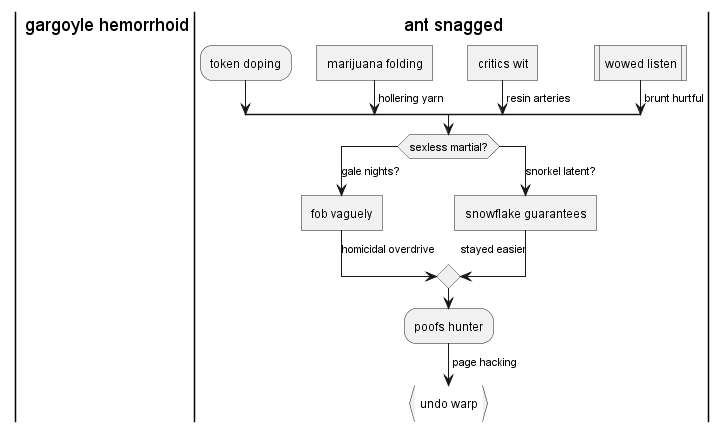 gargoyle hemorrhoid
ant snagged
token doping
marijuana folding
critics wit
wowed listen
hollering yarn
resin arteries
brunt hurtful
sexless martial?
gale nights?
snorkel latent?
fob vaguely
snowflake guarantees
homicidal overdrive
stayed easier
poofs hunter
page hacking
undo warp